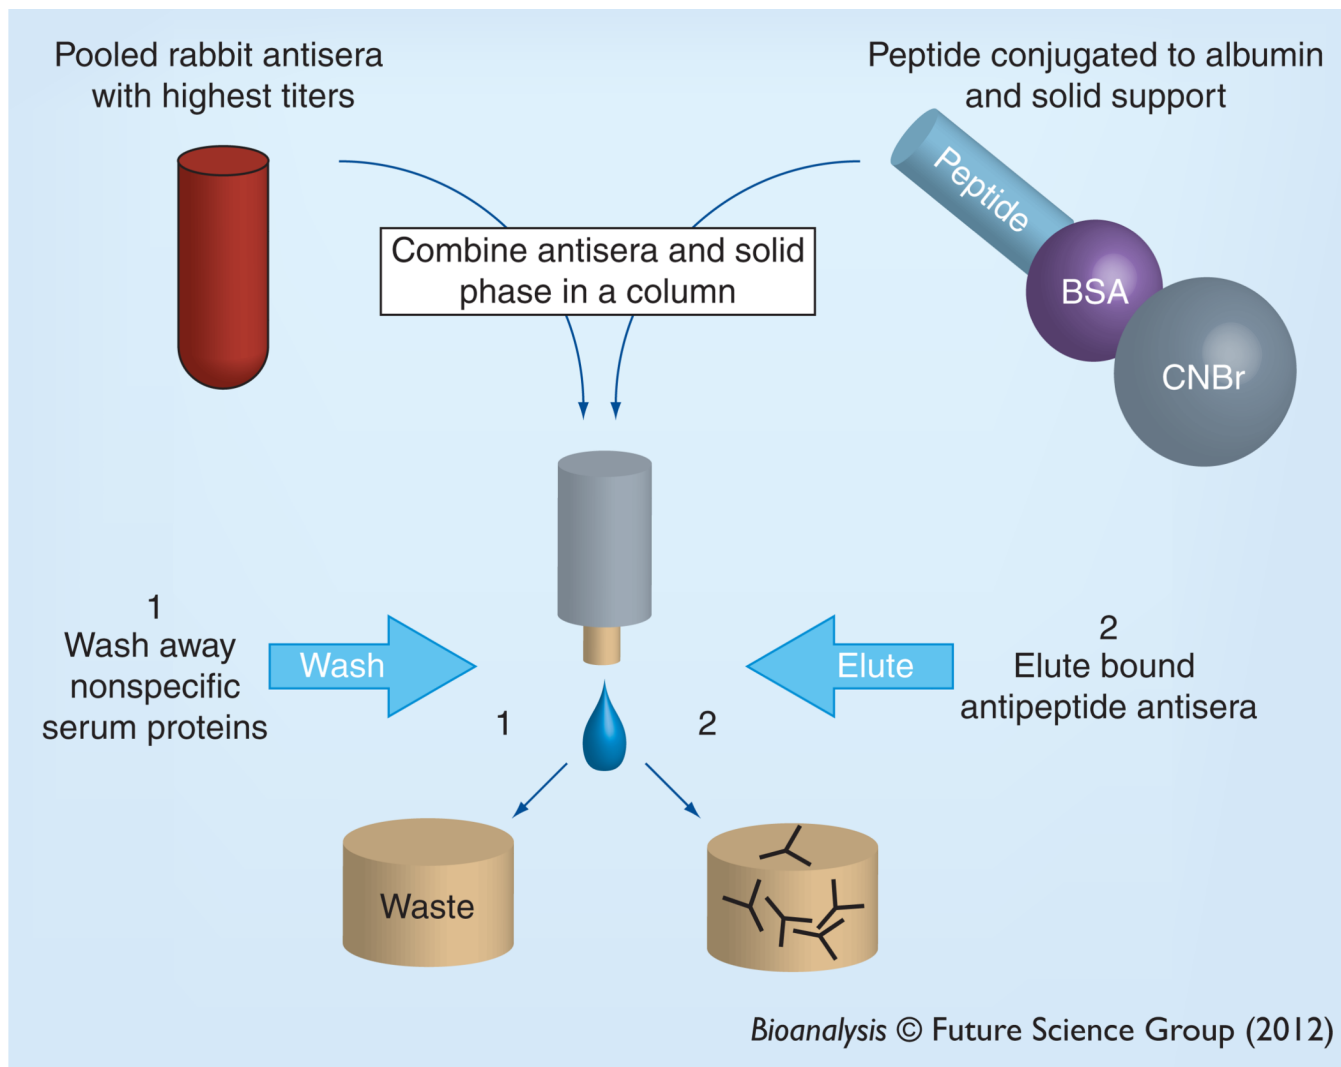 Pooled rabbit antisera
with highest titers
Peptide conjugated to albumin
and solid support
Peptide
BSA
CNBr
Combine antisera and solid
phase in a column
1
Wash away
nonspecific
serum proteins
Wash
Elute
2
Elute bound
antipeptide antisera
1
2
Waste
Bioanalysis © Future Science Group (2012)